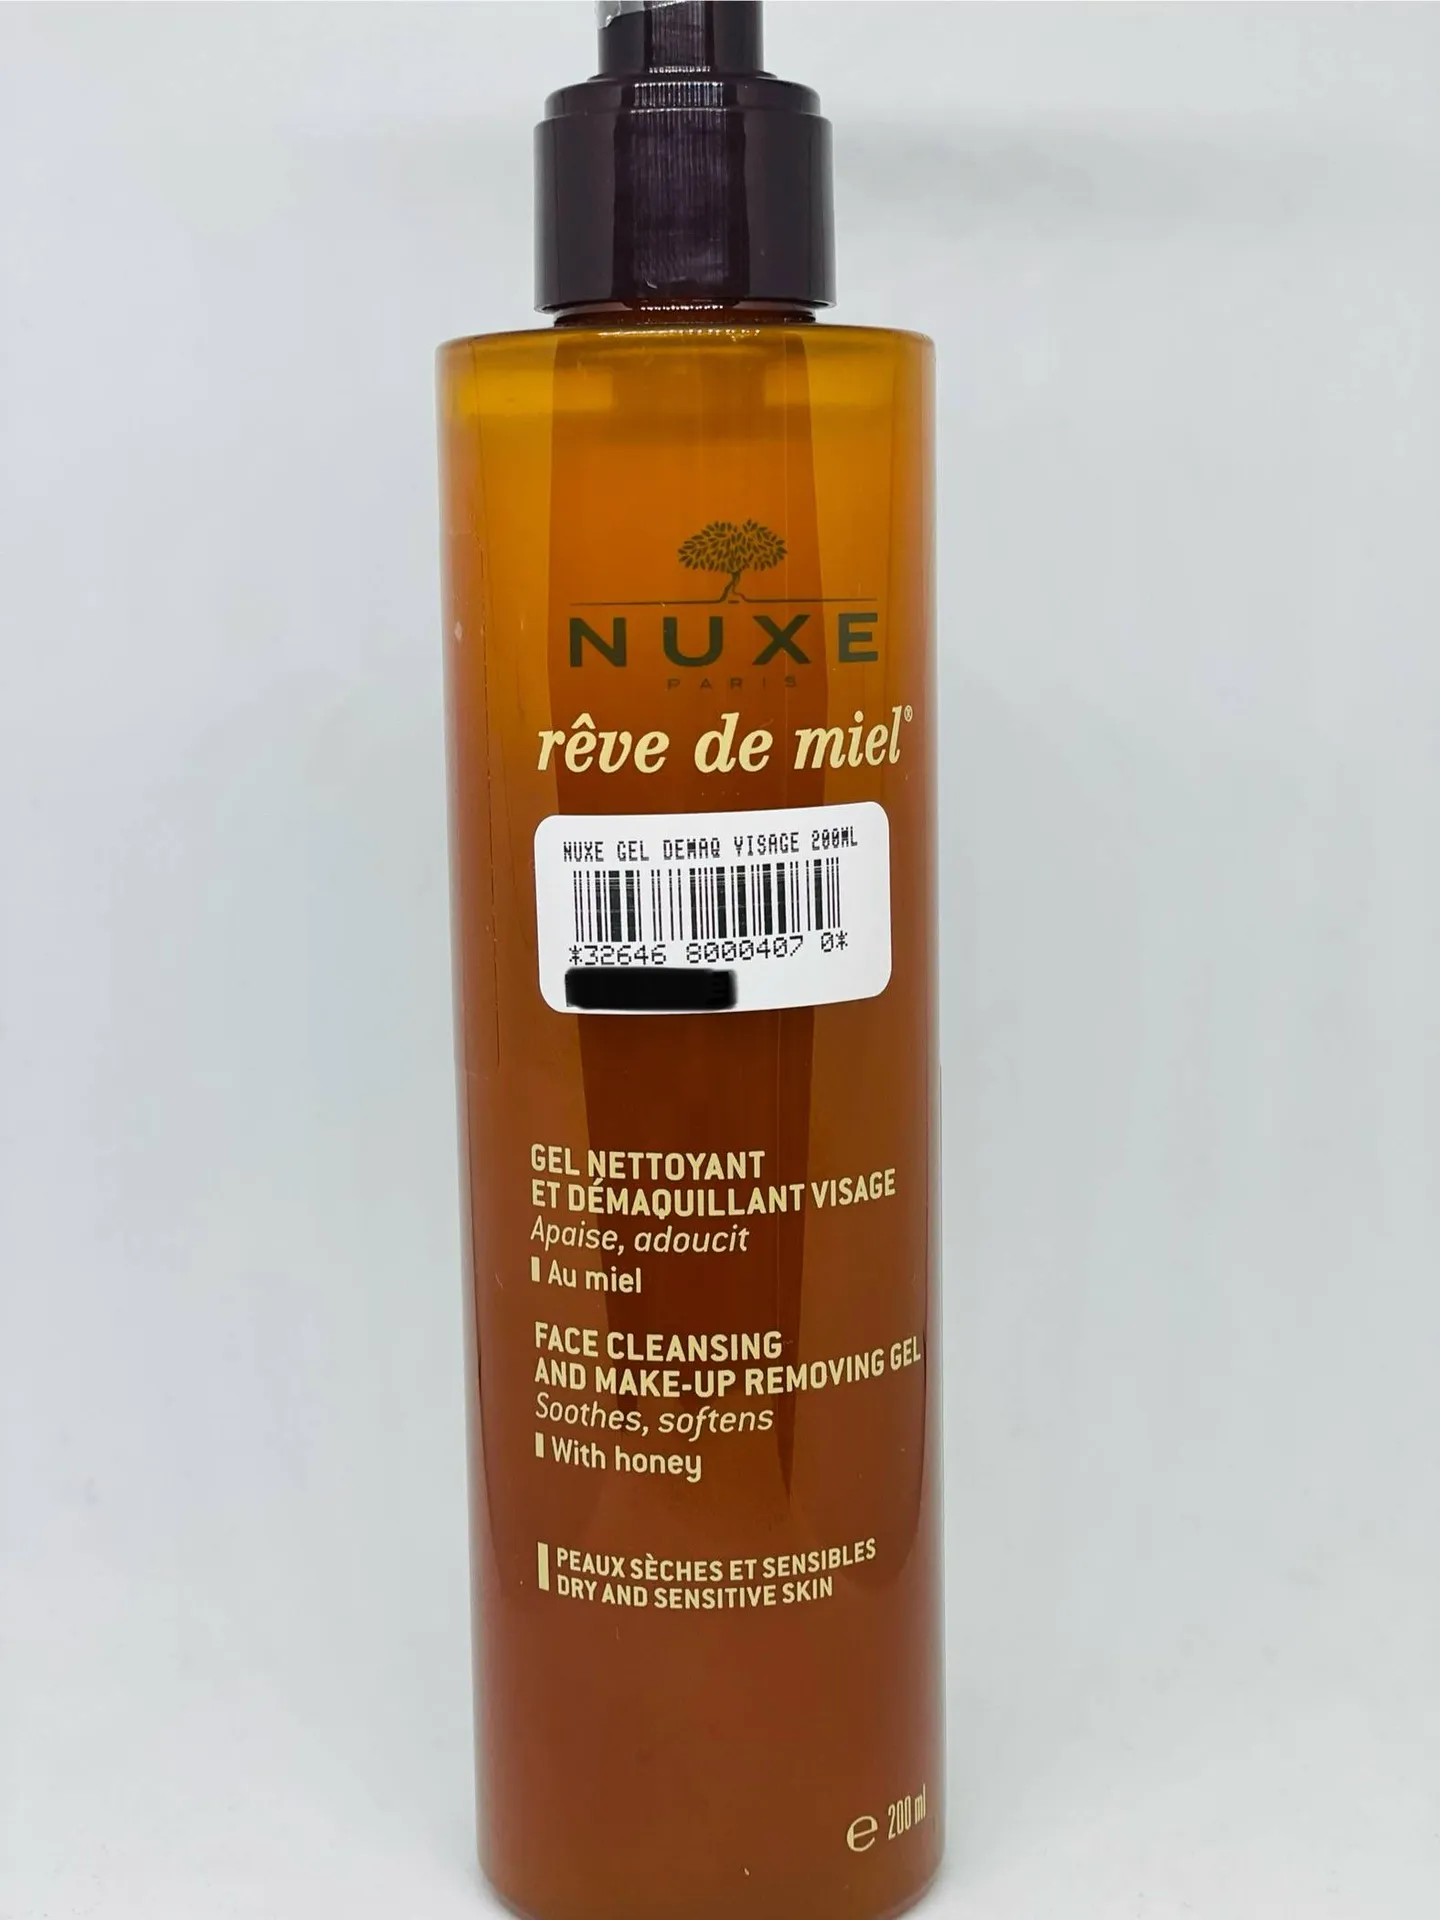 NUXE
PARIS
rêve de miel®
NUXE GEL DEMAQ VISAGE 200ML
*32646 8000407 0*
GEL NETTOYANT
ET DÉMAQUILLANT VISAGE
Apaise, adoucit
Au miel
FACE CLEANSING
AND MAKE-UP REMOVING GEL
Soothes, softens
With honey
PEAUX SÈCHES ET SENSIBLES
DRY AND SENSITIVE SKIN
℮ 200 ml